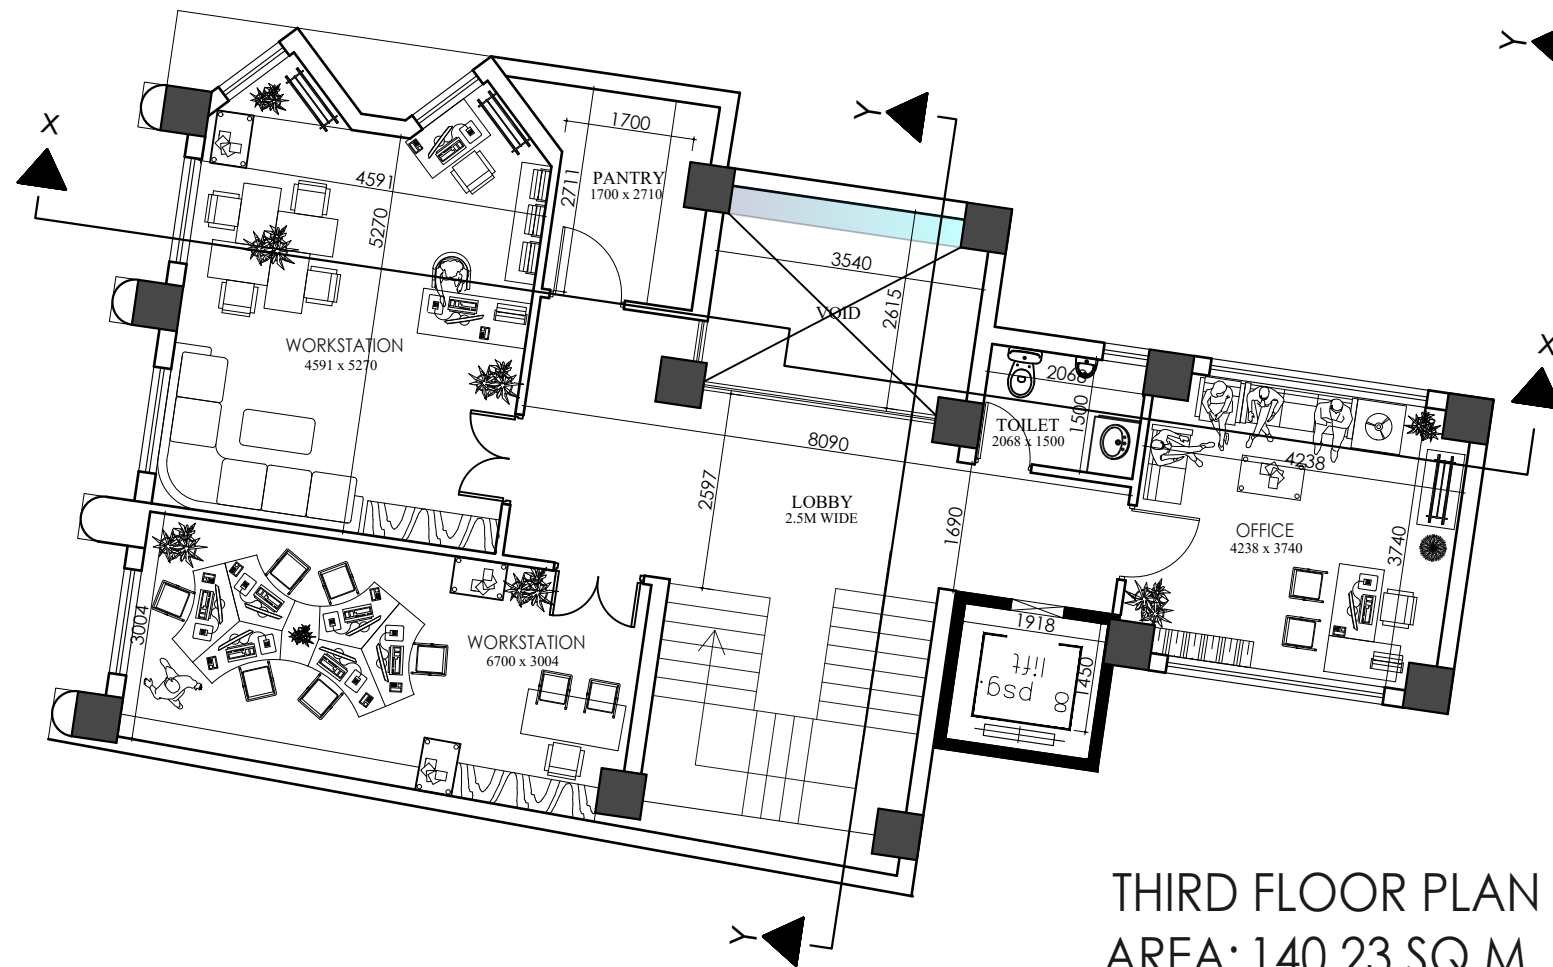 Y
Y
X
1700
PANTRY
1700 x 2710
2711
4591
5270
3540
VOID
2615
X
WORKSTATION
4591 x 5270
2068
1500
TOILET
2068 x 1500
8090
4238
2597
LOBBY
2.5M WIDE
1690
OFFICE
4238 x 3740
3740
3004
WORKSTATION
6700 x 3004
1918
1450
8
psg
lift
Y
THIRD FLOOR PLAN
AREA: 140.23 SQ.M